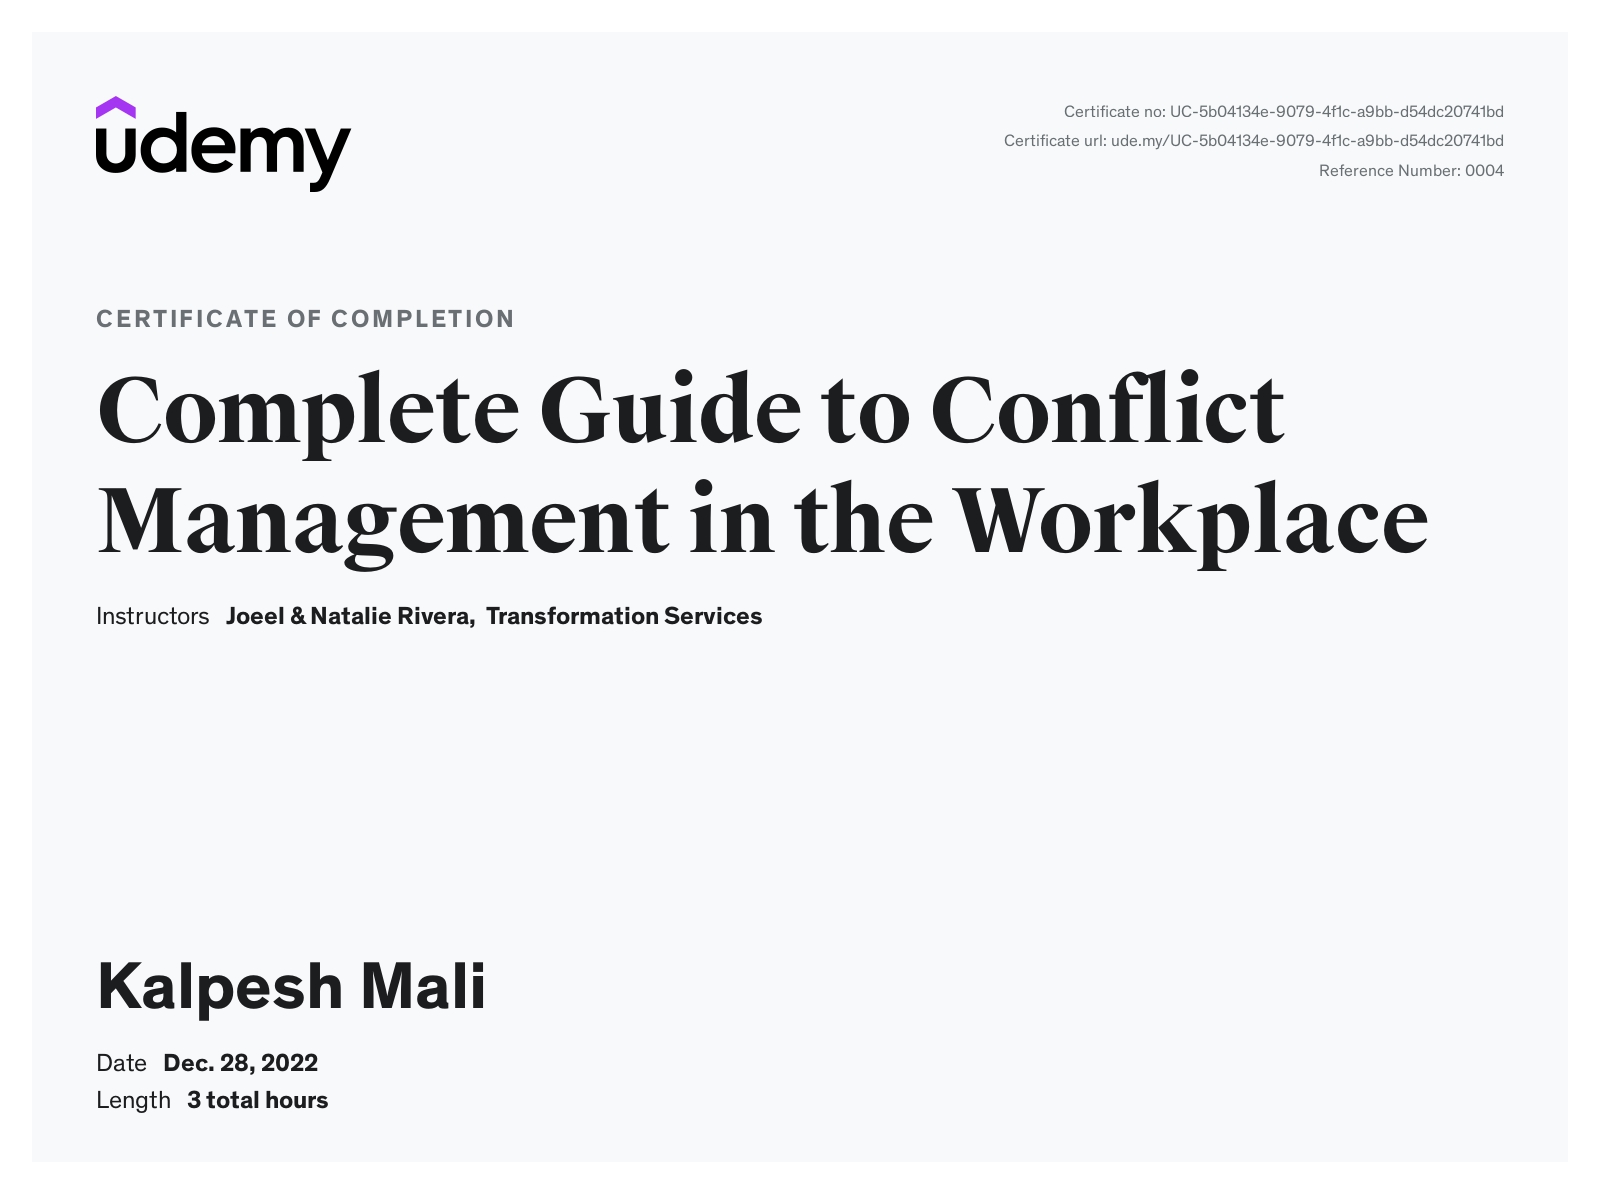 udemy
Certificate no: UC-5b04134e-9079-4f1c-a9bb-d54dc20741bd
Certificate url: ude.my/UC-5b04134e-9079-4f1c-a9bb-d54dc20741bd
Reference Number: 0004
CERTIFICATE OF COMPLETION
Complete Guide to Conflict
Management in the Workplace
Instructors Joeel & Natalie Rivera, Transformation Services
Kalpesh Mali
Date Dec. 28, 2022
Length 3 total hours